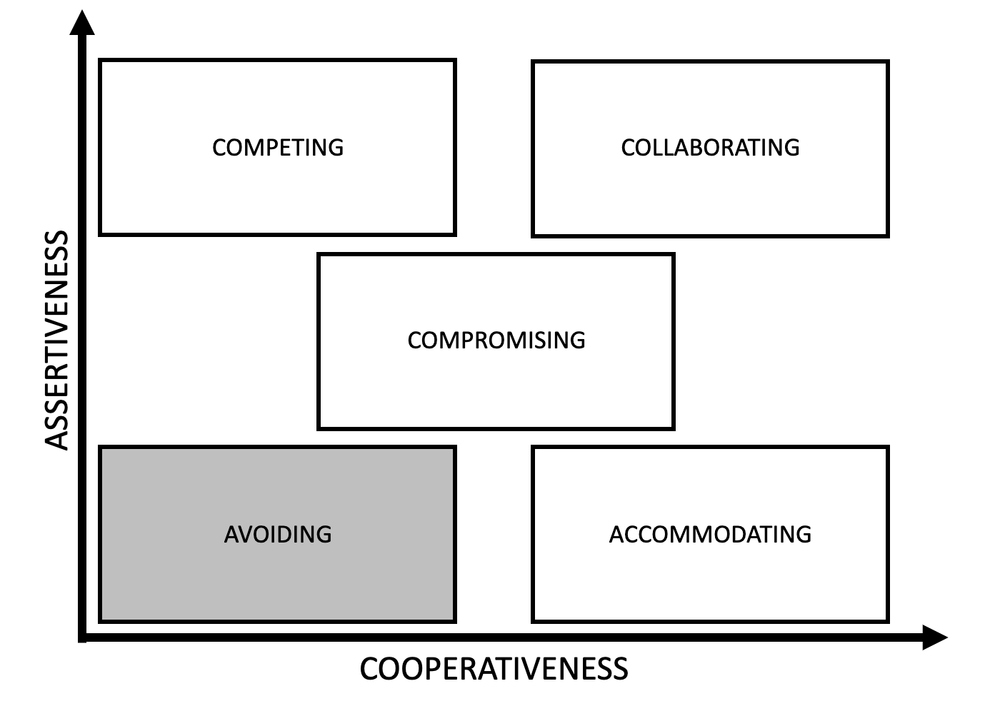 COMPETING
COLLABORATING
ASSERTIVENESS
COMPROMISING
AVOIDING
ACCOMMODATING
COOPERATIVENESS